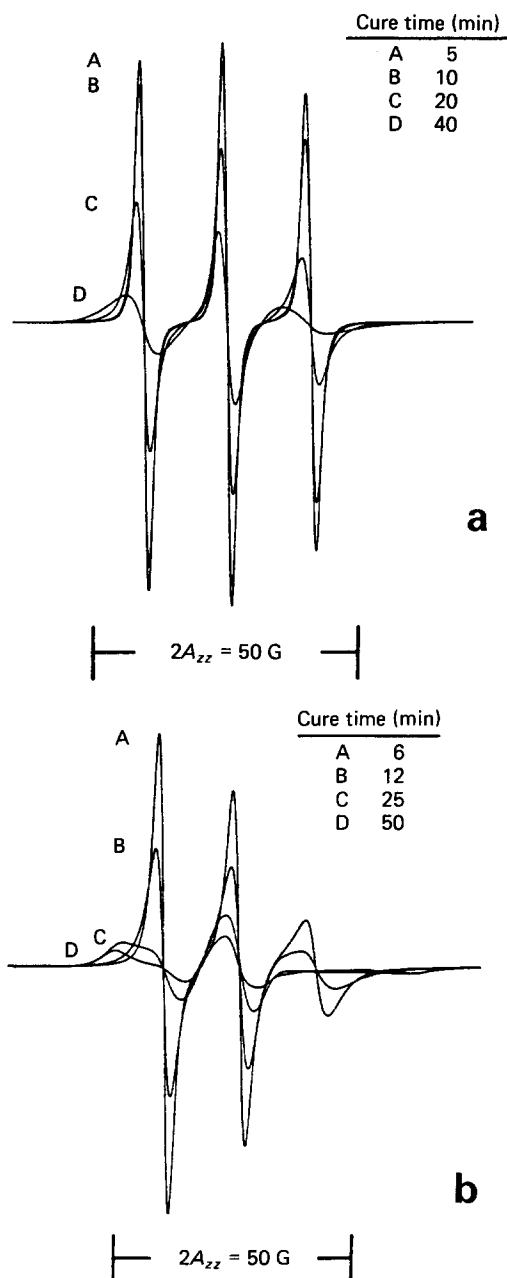 Cure time (min)
A 5
B 10
C 20
D 40
A
B
C
D
a
2Azz = 50 G
Cure time (min)
A 6
B 12
C 25
D 50
A
B
C
D
b
2Azz = 50 G